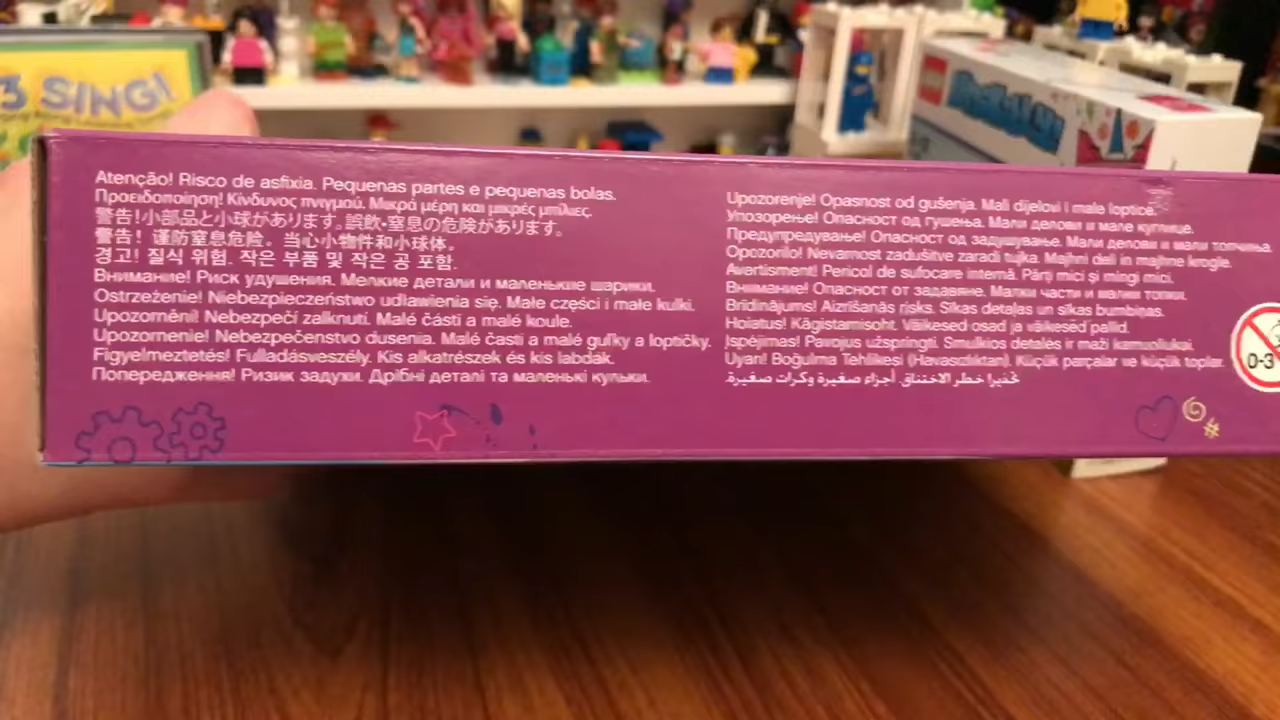 3 SING!
LEGO
Unikitty!
Atenção! Risco de asfixia. Pequenas partes e pequenas bolas.
Προειδοποίηση! Κίνδυνος πνιγμού. Μικρά μέρη και μικρές μπίλιες.
警告!小部品と小球があります。誤飲・窒息の危険があります。
警告! 谨防窒息危险。当心小物件和小球体。
경고! 질식 위험. 작은 부품 및 작은 공 포함.
Внимание! Риск удушения. Мелкие детали и маленькие шарики.
Ostrzeżenie! Niebezpieczeństwo udławienia się. Małe części i małe kulki.
Upozornění! Nebezpečí zalknutí. Malé části a malé koule.
Upozornenie! Nebezpečenstvo dusenia. Malé časti a malé guľky a loptičky.
Figyelmeztetés! Fulladásveszély. Kis alkatrészek és kis labdák.
Попередження! Ризик задухи. Дрібні деталі та маленькі кульки.
Upozorenje! Opasnost od gušenja. Mali dijelovi i male loptice.
Упозорење! Опасност од гушења. Мали делови и мале куглице.
Предупредување! Опасност од задушување. Мали делови и мали топчиња.
Opozorilo! Nevarnost zadušitve zaradi tujka. Majhni deli in majhne krogle.
Avertisment! Pericol de sufocare internă. Părți mici și mingi mici.
Внимание! Опасност от задавяне. Малки части и малки топки.
Brīdinājums! Aizrīšanās risks. Sīkas detaļas un sīkas bumbiņas.
Hoiatus! Kägistamisoht. Väikesed osad ja väikesed pallid.
Įspėjimas! Pavojus užspringti. Smulkios detalės ir maži kamuoliukai.
Uyarı! Boğulma Tehlikesi (Havasızlıktan). Küçük parçalar ve küçük toplar.
تحذير! خطر الاختناق. أجزاء صغيرة وكرات صغيرة.
0-3